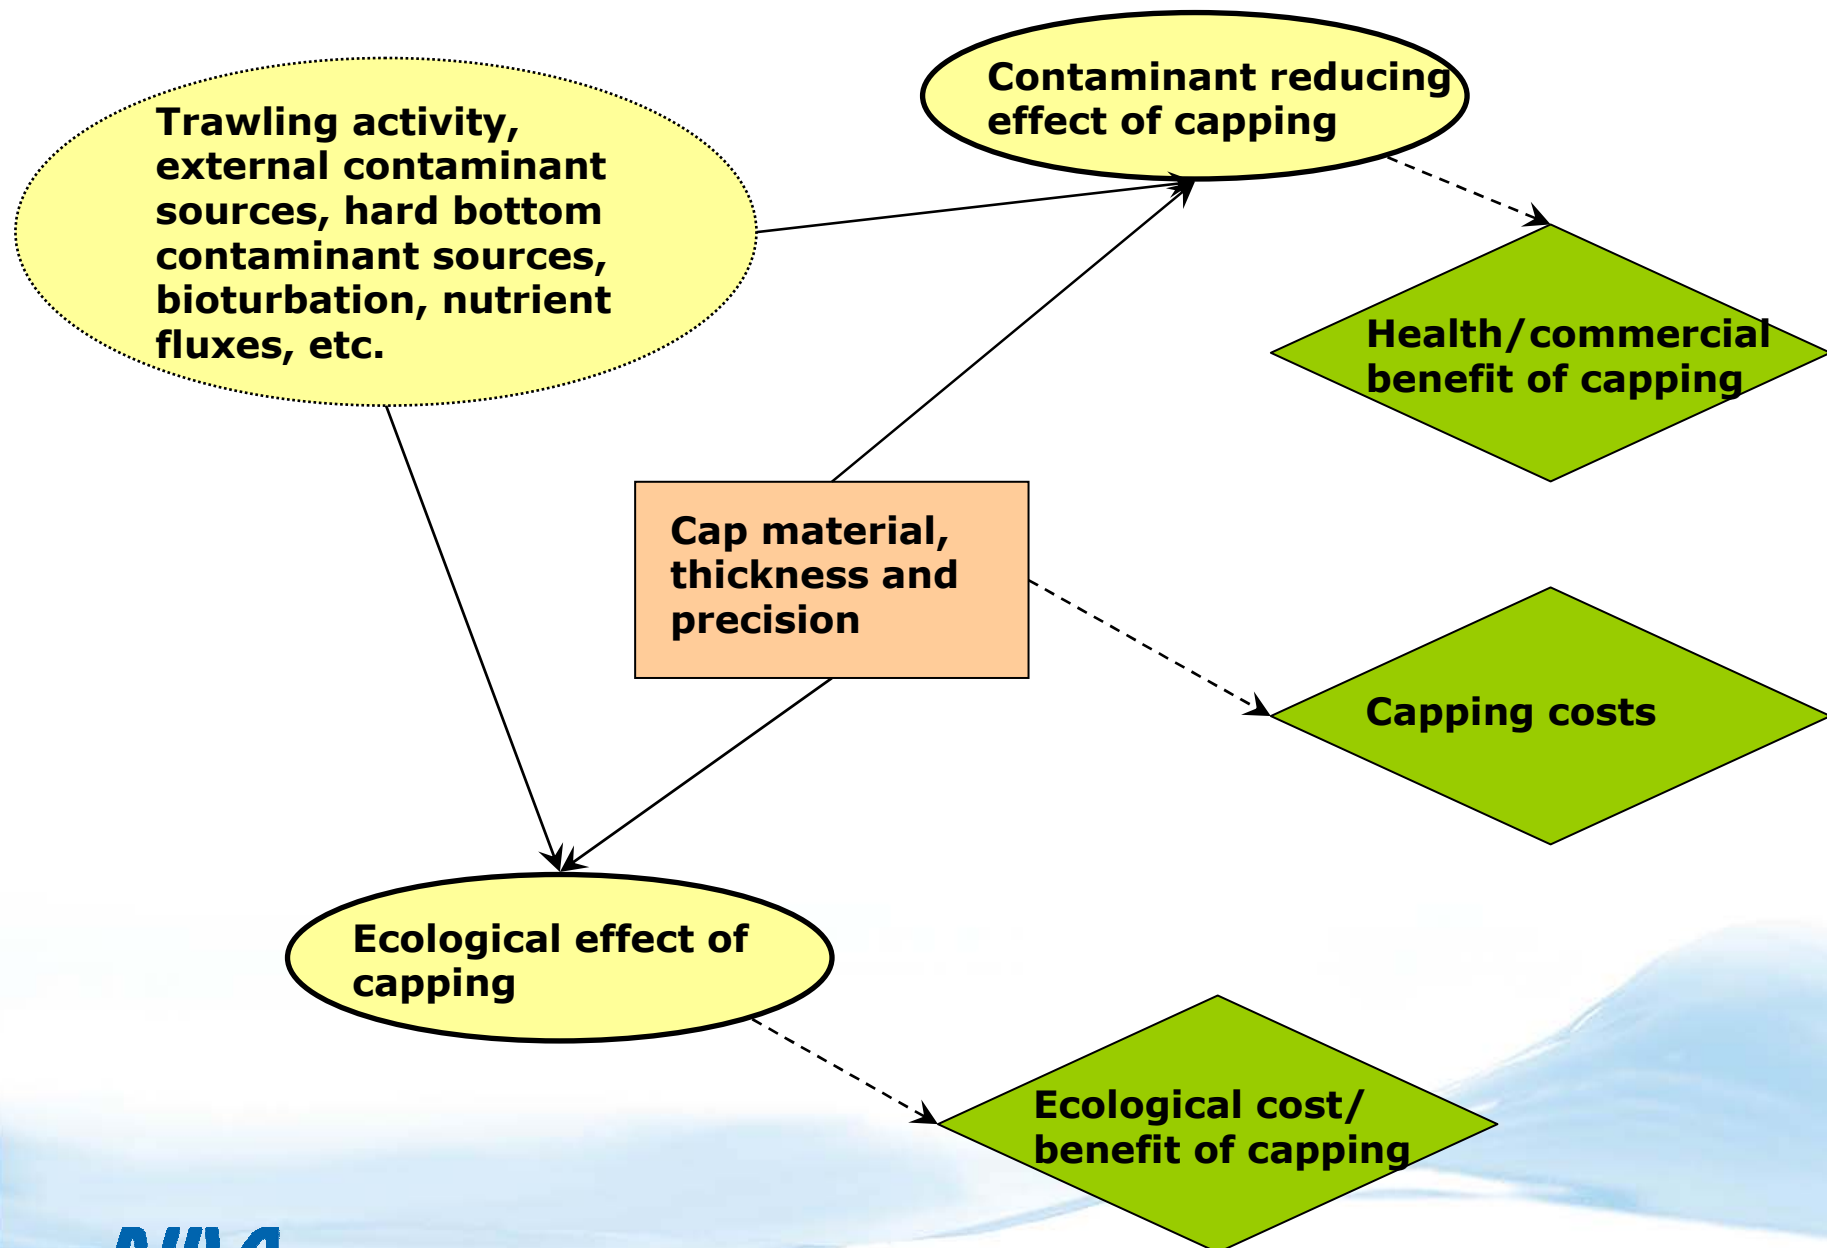 Contaminant reducing
effect of capping
Trawling activity,
external contaminant
sources, hard bottom
contaminant sources,
bioturbation, nutrient
fluxes, etc.
Health/commercial
benefit of capping
Cap material,
thickness and
precision
Capping costs
Ecological effect of
capping
Ecological cost/
benefit of capping